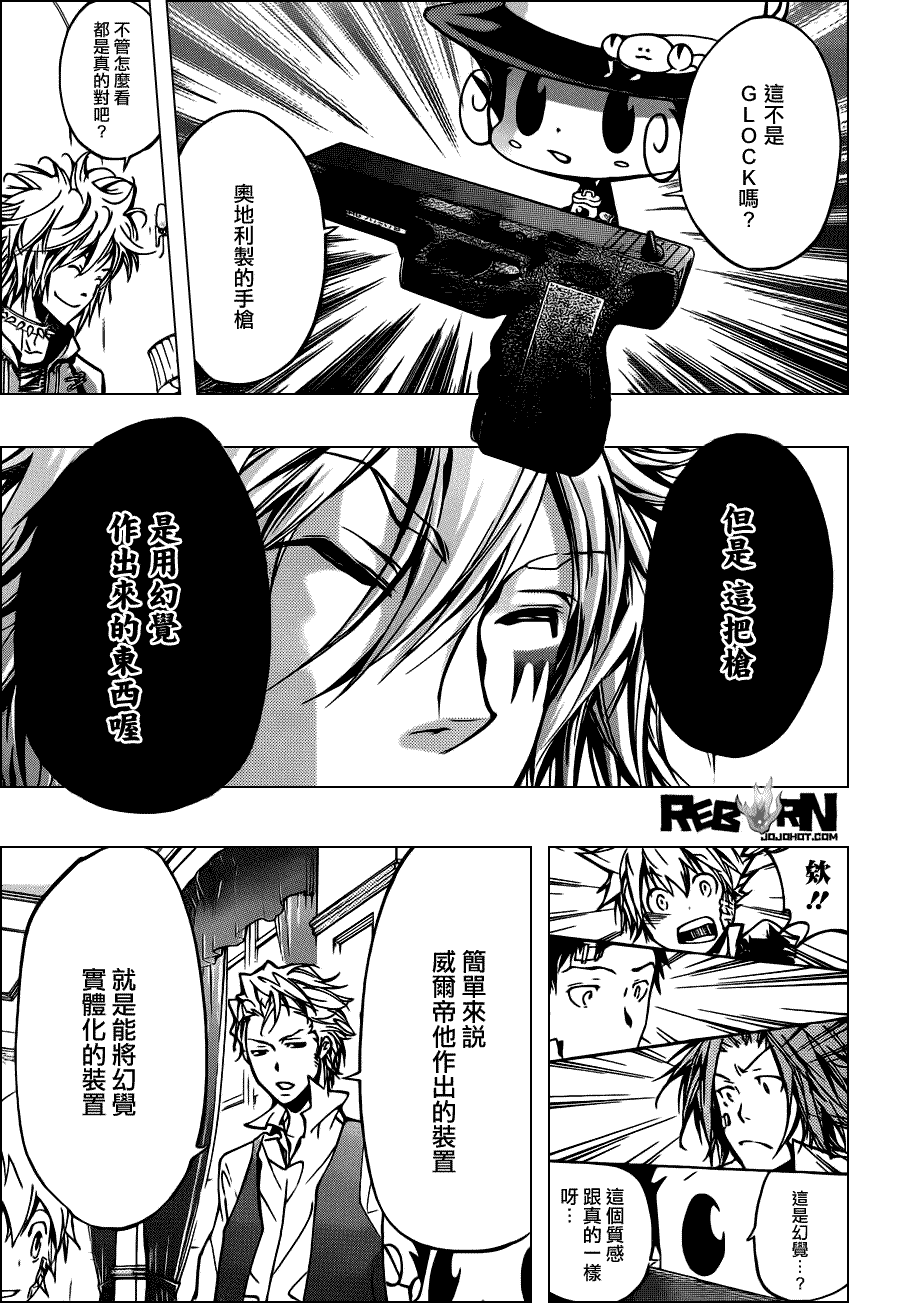 這不是
GLOCK嗎？
奧地利製的手槍
不管怎麼看
都是真的對吧？
但是 這把槍
是用幻覺
作出來的東西喔
REBORN
JOJOHOT.COM
欸!!
這是幻覺…？
這個質感
跟真的一樣
呀…
簡單來說
威爾帝他作出的裝置
就是能將幻覺
實體化的裝置